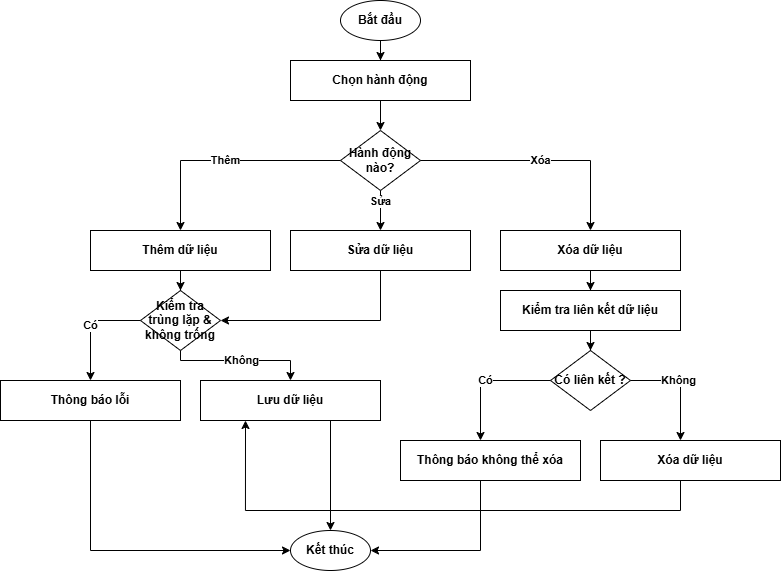 Bắt đầu
Chọn hành động
Hành động
nào?
Thêm
Xóa
Sửa
Thêm dữ liệu
Sửa dữ liệu
Xóa dữ liệu
Kiểm tra
trùng lặp &
không trống
Kiểm tra liên kết dữ liệu
Có
Không
Có liên kết ?
Có
Không
Thông báo lỗi
Lưu dữ liệu
Thông báo không thể xóa
Xóa dữ liệu
Kết thúc